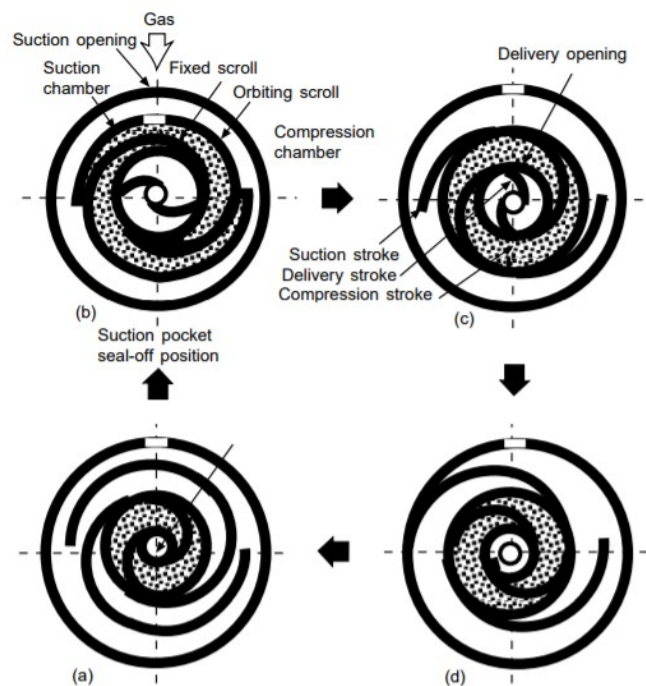 Gas
Suction opening
Suction
chamber
Fixed scroll
Orbiting scroll
Compression
chamber
Delivery opening
Suction stroke
Delivery stroke
Compression stroke
(b)
Suction pocket
seal-off position
(c)
(a)
(d)